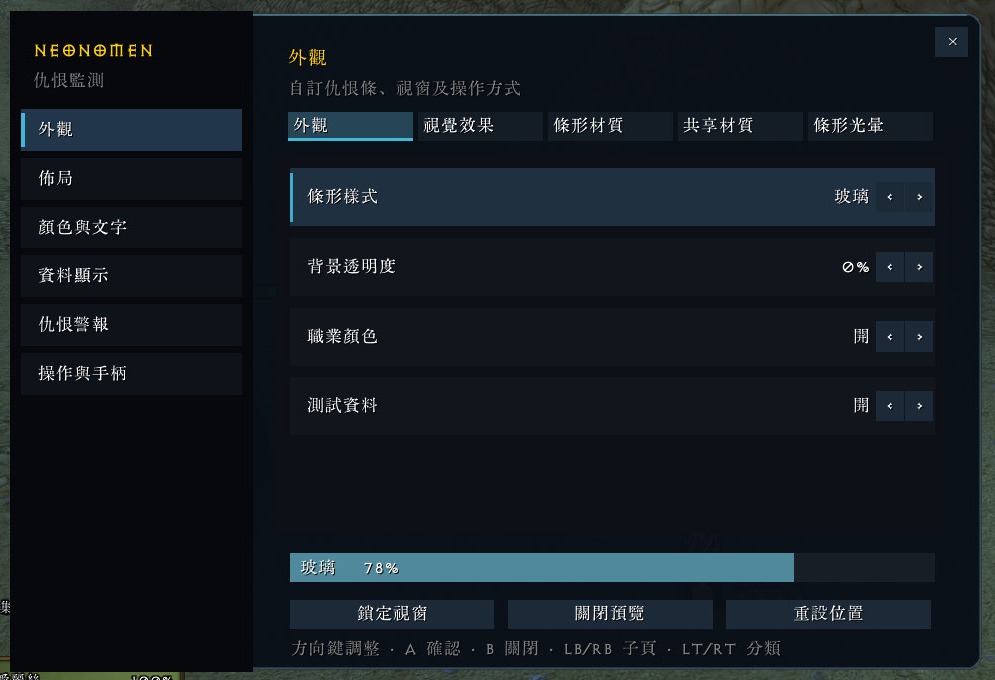 NEONOMEN
仇恨監測
外觀
佈局
顏色與文字
資料顯示
仇恨警報
操作與手柄
×
外觀
自訂仇恨條、視窗及操作方式
外觀 視覺效果 條形材質 共享材質 條形光暈
條形樣式 玻璃 < >
背景透明度 0% < >
職業顏色 開 < >
測試資料 開 < >
玻璃 78%
鎖定視窗 關閉預覽 重設位置
方向鍵調整 · A 確認 · B 關閉 · LB/RB 子頁 · LT/RT 分類
100%